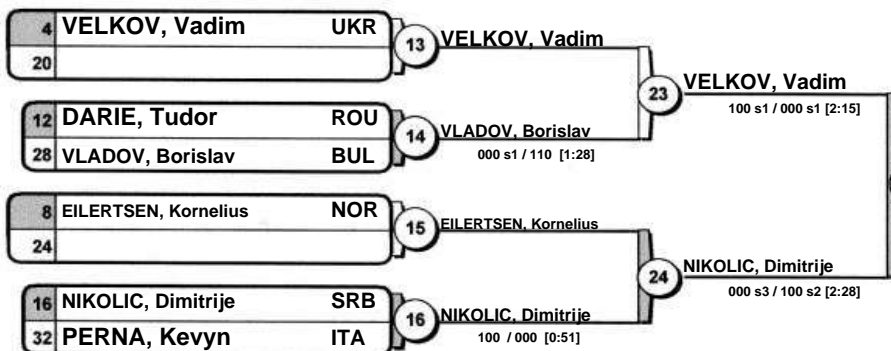 4 VELKOV, Vadim UKR
20
13 VELKOV, Vadim
12 DARIE, Tudor ROU
28 VLADOV, Borislav BUL
14 VLADOV, Borislav
000 s1 / 110 [1:28]
23 VELKOV, Vadim
100 s1 / 000 s1 [2:15]
8 EILERTSEN, Kornelius NOR
24
15 EILERTSEN, Kornelius
16 NIKOLIC, Dimitrije SRB
32 PERNA, Kevyn ITA
16 NIKOLIC, Dimitrije
100 / 000 [0:51]
24 NIKOLIC, Dimitrije
000 s3 / 100 s2 [2:28]